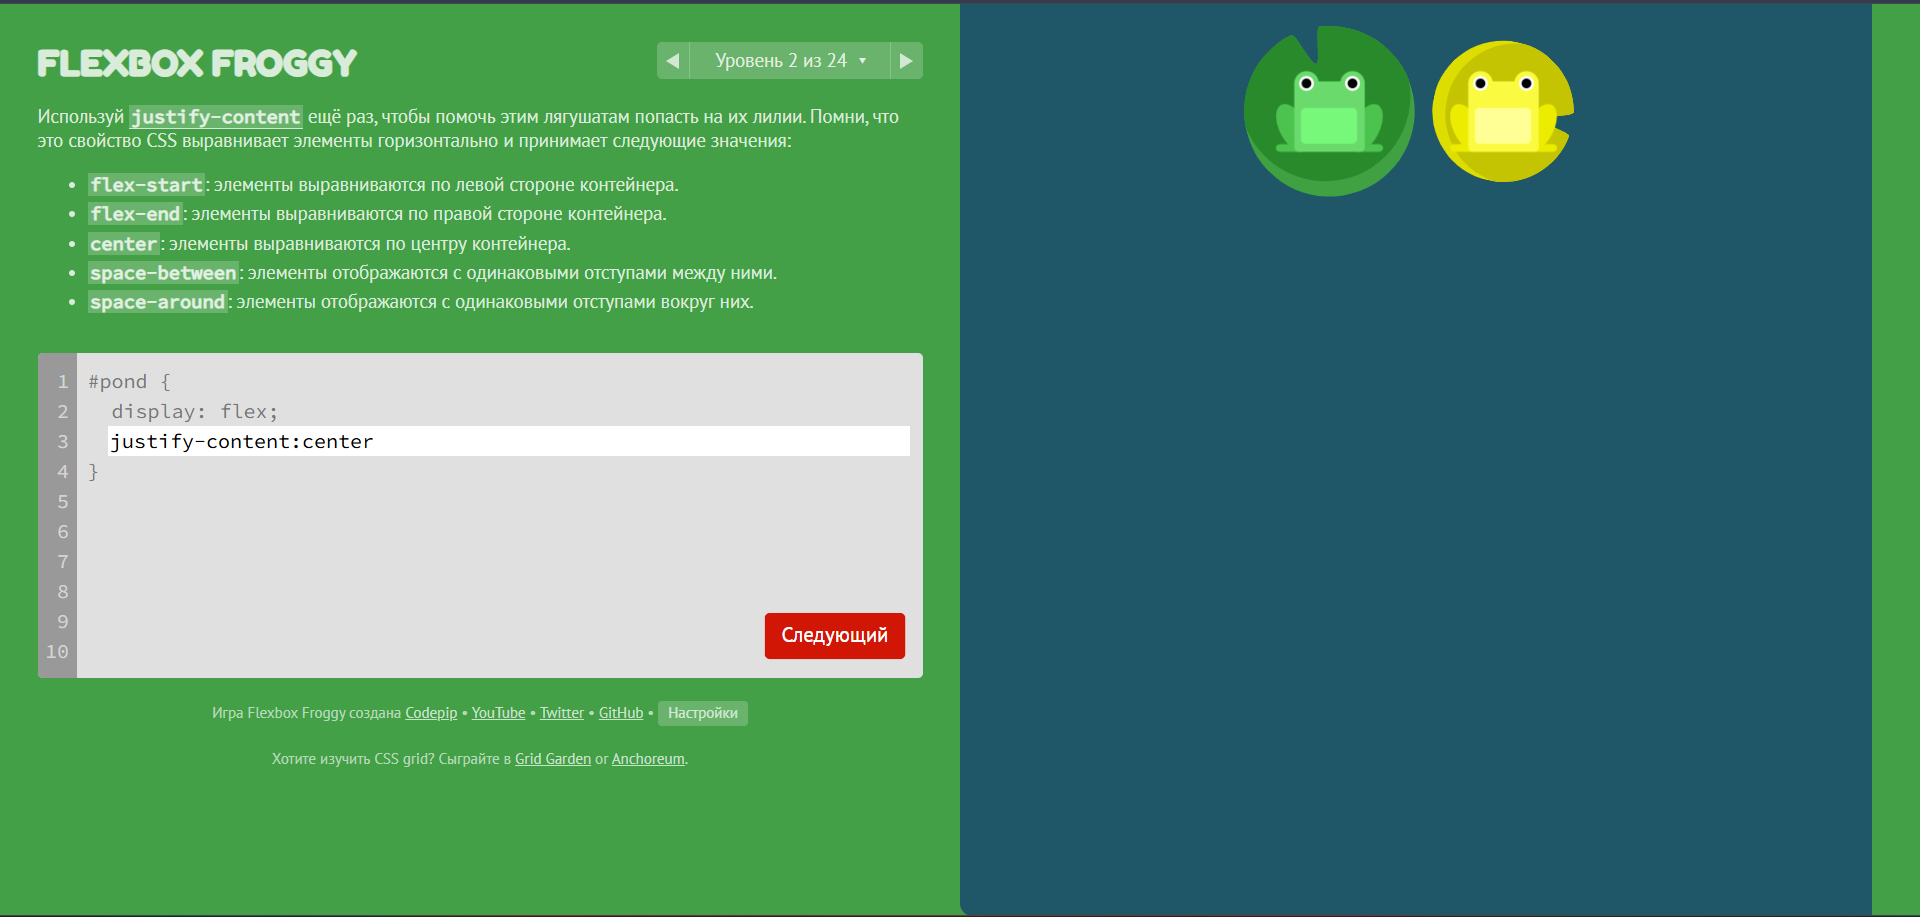 FLEXBOX FROGGY
◀ Уровень 2 из 24 ▼ ▶
Используй justify-content ещё раз, чтобы помочь этим лягушатам попасть на их лилии. Помни, что
это свойство CSS выравнивает элементы горизонтально и принимает следующие значения:
• flex-start: элементы выравниваются по левой стороне контейнера.
• flex-end: элементы выравниваются по правой стороне контейнера.
• center: элементы выравниваются по центру контейнера.
• space-between: элементы отображаются с одинаковыми отступами между ними.
• space-around: элементы отображаются с одинаковыми отступами вокруг них.
1 #pond {
2 display: flex;
3 justify-content:center
4 }
5
6
7
8
9
10
Следующий
Игра Flexbox Froggy создана Codepip • YouTube • Twitter • GitHub • Настройки
Хотите изучить CSS grid? Сыграйте в Grid Garden or Anchoreum.